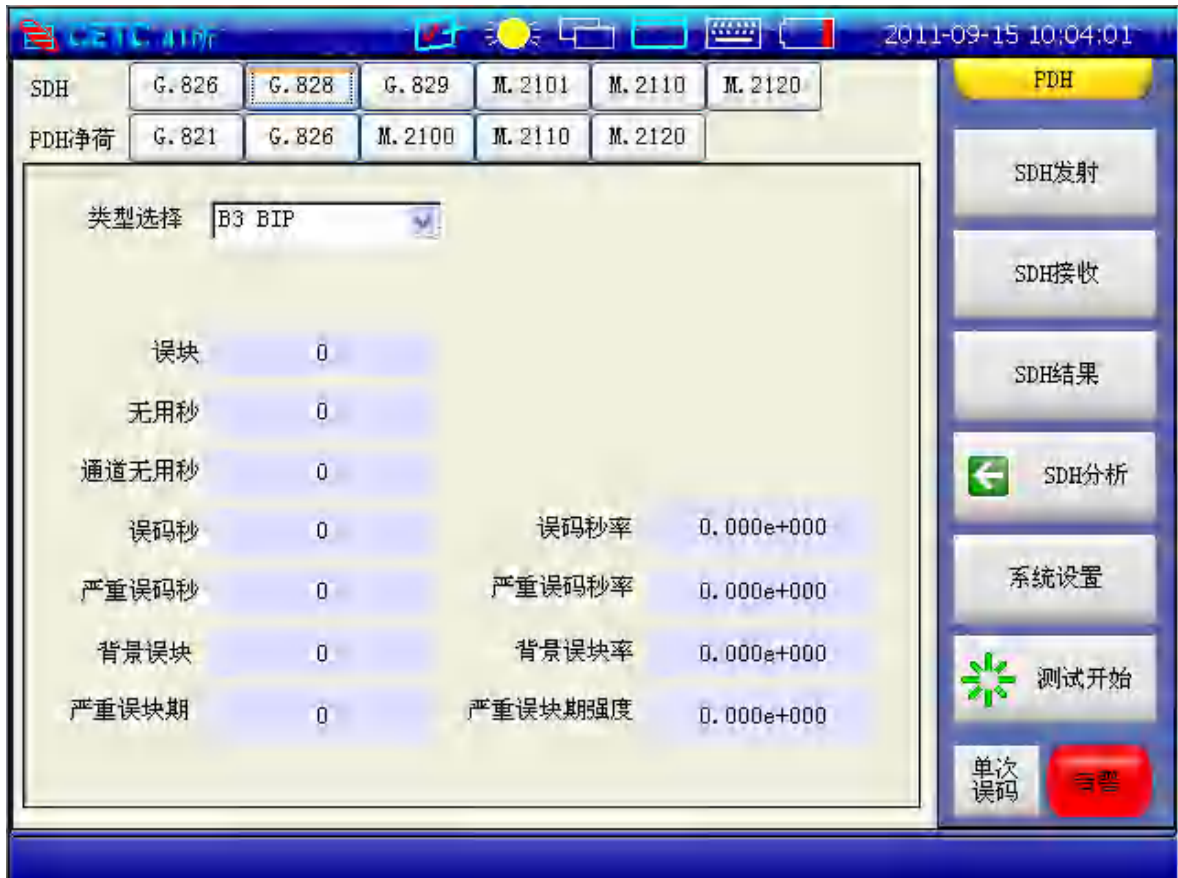 CETC 41所 2011-09-15 10:04:01
SDH G.826 G.828 G.829 M.2101 M.2110 M.2120
PDH净荷 G.821 G.826 M.2100 M.2110 M.2120
类型选择 B3 BIP
误块 0
无用秒 0
通道无用秒 0
误码秒 0 误码秒率 0.000e+000
严重误码秒 0 严重误码秒率 0.000e+000
背景误块 0 背景误块率 0.000e+000
严重误块期 0 严重误块期强度 0.000e+000
PDH
SDH发射
SDH接收
SDH结果
SDH分析
系统设置
测试开始
单次
误码
告警